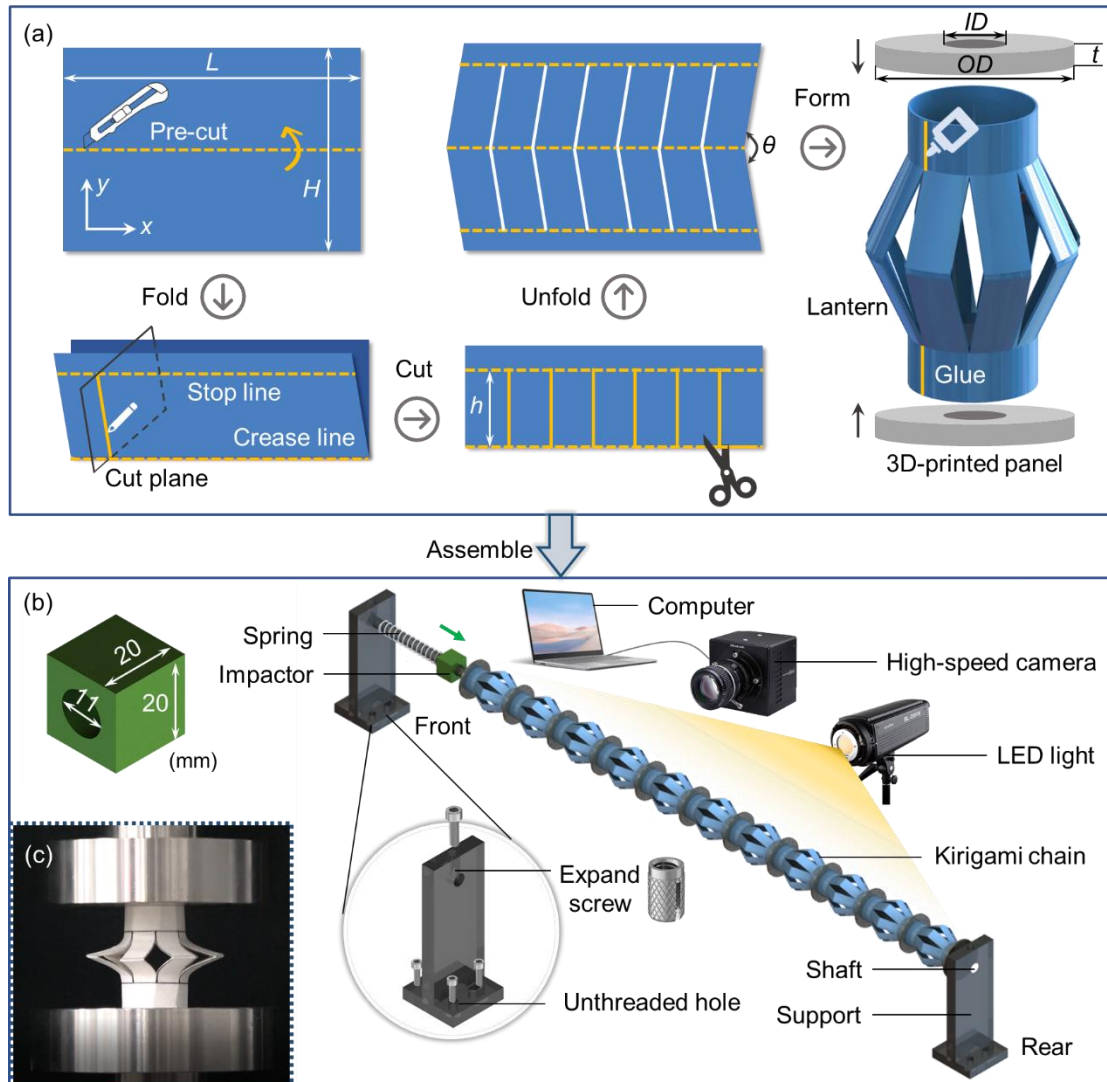 (a)
L
Pre-cut
H
y
x
θ
Form
ID
t
OD
Fold
Unfold
Lantern
Glue
Stop line
Crease line
Cut plane
Cut
h
3D-printed panel
Assemble
(b)
20
11
20
(mm)
Spring
Impactor
Front
Computer
High-speed camera
LED light
Kirigami chain
Expand
screw
Unthreaded hole
Shaft
Support
Rear
(c)